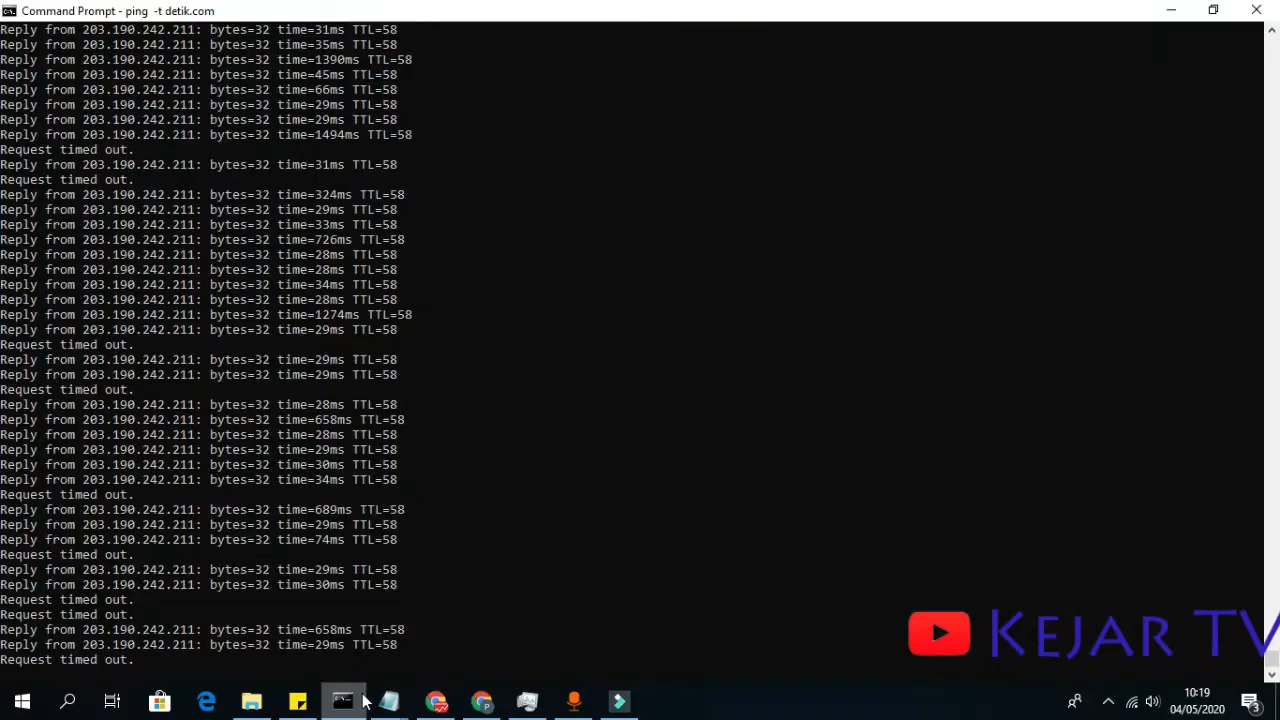 Command Prompt - ping -t detik.com
Reply from 203.190.242.211: bytes=32 time=31ms TTL=58
Reply from 203.190.242.211: bytes=32 time=35ms TTL=58
Reply from 203.190.242.211: bytes=32 time=1390ms TTL=58
Reply from 203.190.242.211: bytes=32 time=45ms TTL=58
Reply from 203.190.242.211: bytes=32 time=66ms TTL=58
Reply from 203.190.242.211: bytes=32 time=29ms TTL=58
Reply from 203.190.242.211: bytes=32 time=29ms TTL=58
Reply from 203.190.242.211: bytes=32 time=1494ms TTL=58
Request timed out.
Reply from 203.190.242.211: bytes=32 time=31ms TTL=58
Request timed out.
Reply from 203.190.242.211: bytes=32 time=324ms TTL=58
Reply from 203.190.242.211: bytes=32 time=29ms TTL=58
Reply from 203.190.242.211: bytes=32 time=33ms TTL=58
Reply from 203.190.242.211: bytes=32 time=726ms TTL=58
Reply from 203.190.242.211: bytes=32 time=28ms TTL=58
Reply from 203.190.242.211: bytes=32 time=28ms TTL=58
Reply from 203.190.242.211: bytes=32 time=34ms TTL=58
Reply from 203.190.242.211: bytes=32 time=28ms TTL=58
Reply from 203.190.242.211: bytes=32 time=1274ms TTL=58
Reply from 203.190.242.211: bytes=32 time=29ms TTL=58
Request timed out.
Reply from 203.190.242.211: bytes=32 time=29ms TTL=58
Reply from 203.190.242.211: bytes=32 time=29ms TTL=58
Request timed out.
Reply from 203.190.242.211: bytes=32 time=28ms TTL=58
Reply from 203.190.242.211: bytes=32 time=658ms TTL=58
Reply from 203.190.242.211: bytes=32 time=28ms TTL=58
Reply from 203.190.242.211: bytes=32 time=29ms TTL=58
Reply from 203.190.242.211: bytes=32 time=30ms TTL=58
Reply from 203.190.242.211: bytes=32 time=34ms TTL=58
Request timed out.
Reply from 203.190.242.211: bytes=32 time=689ms TTL=58
Reply from 203.190.242.211: bytes=32 time=29ms TTL=58
Reply from 203.190.242.211: bytes=32 time=74ms TTL=58
Request timed out.
Reply from 203.190.242.211: bytes=32 time=29ms TTL=58
Reply from 203.190.242.211: bytes=32 time=30ms TTL=58
Request timed out.
Request timed out.
Reply from 203.190.242.211: bytes=32 time=658ms TTL=58
Reply from 203.190.242.211: bytes=32 time=29ms TTL=58
Request timed out.
KEJAR TV
10:19
04/05/2020
3